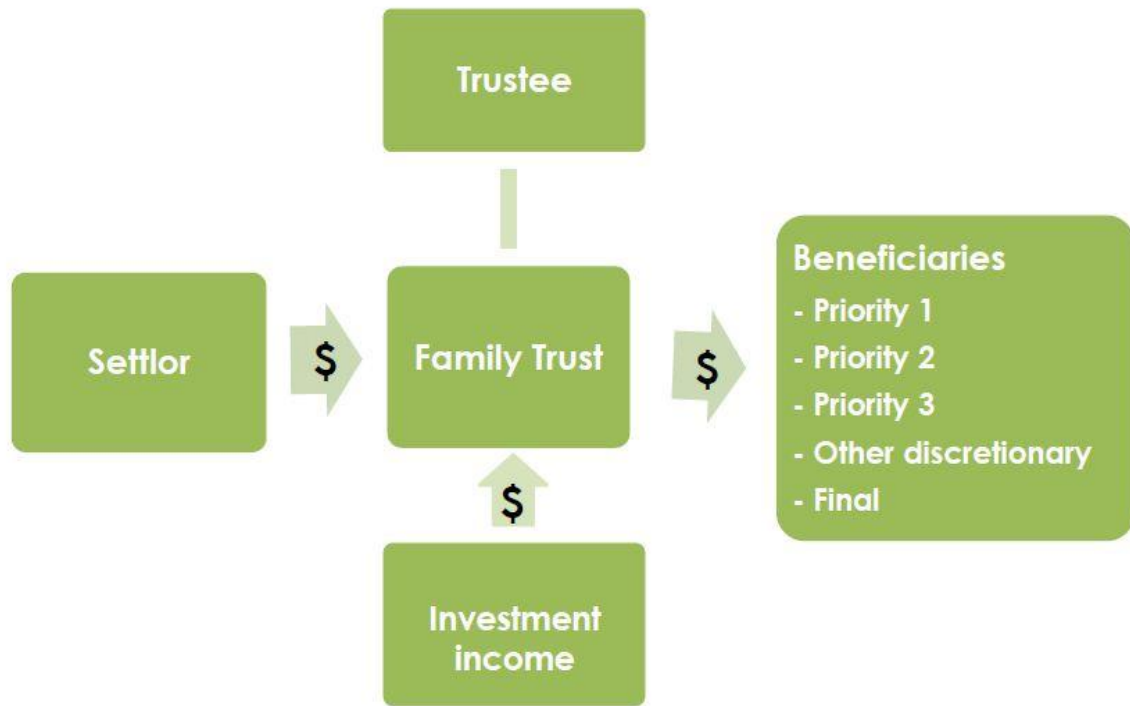 Trustee
Settlor
$
Family Trust
$
Beneficiaries
- Priority 1
- Priority 2
- Priority 3
- Other discretionary
- Final
$
Investment
income